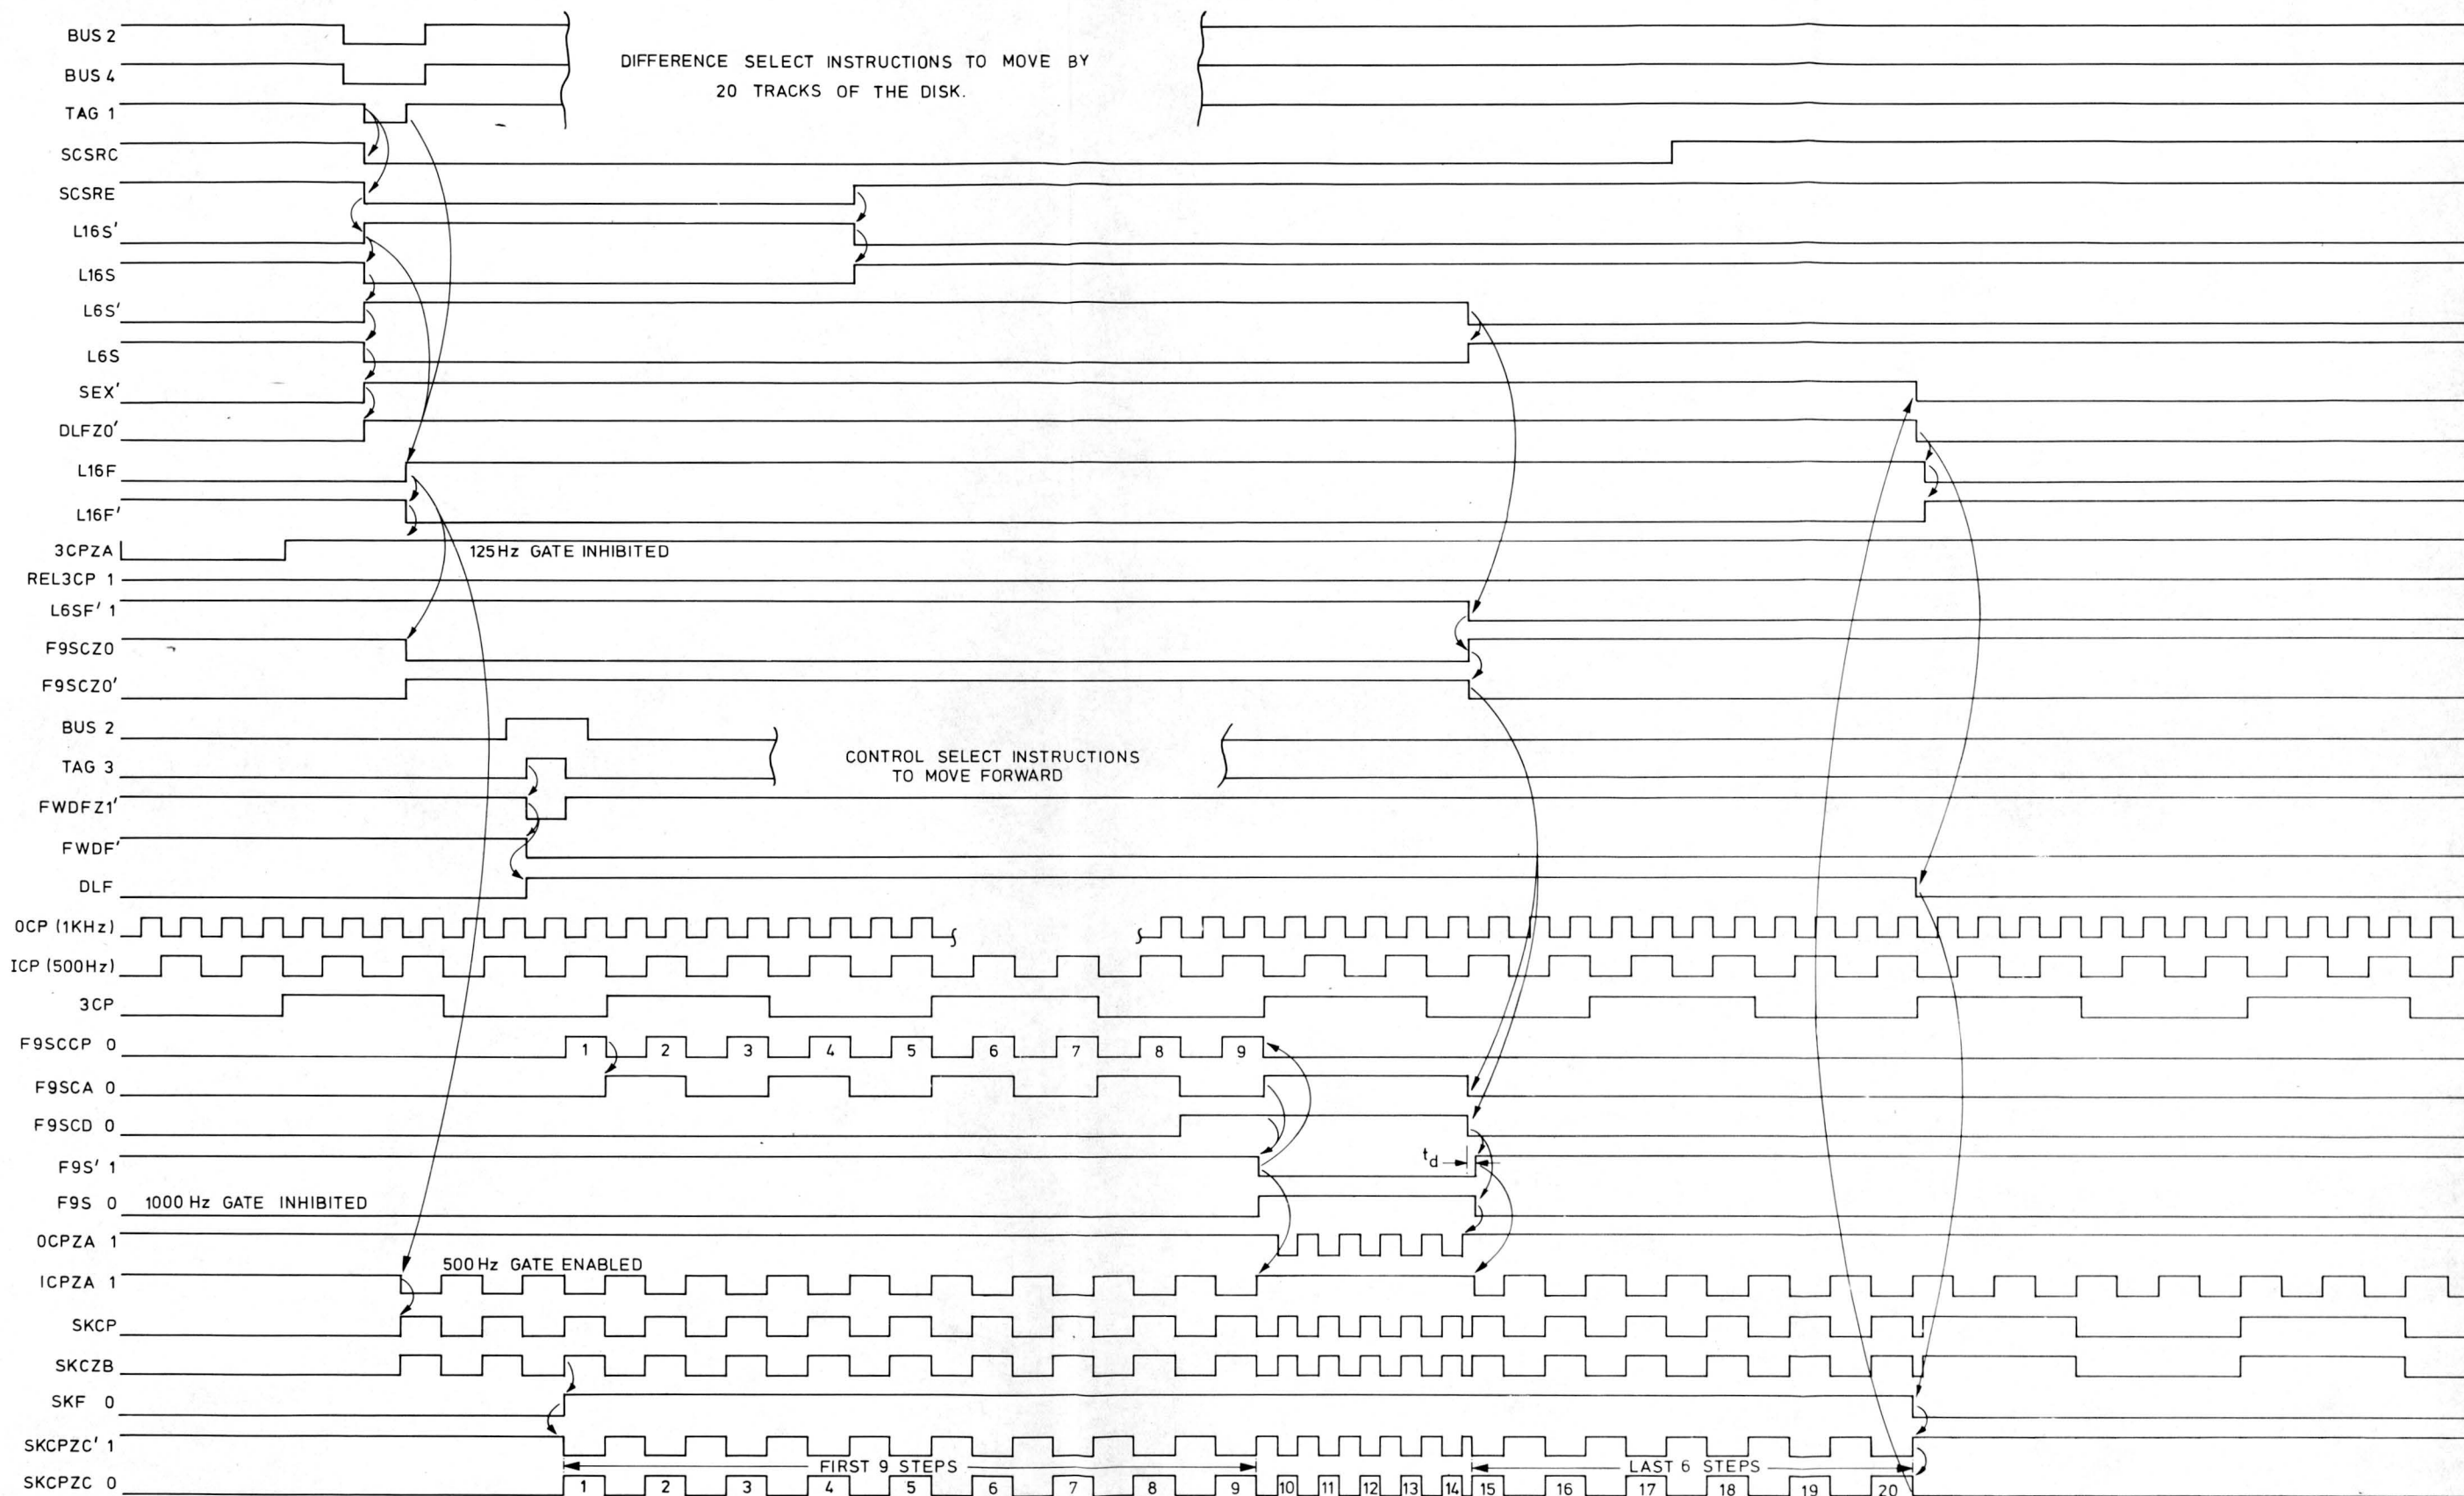 BUS 2
DIFFERENCE SELECT INSTRUCTIONS TO MOVE BY
BUS 4
20 TRACKS OF THE DISK.
TAG 1
SCSRC
SCSRE
L16S'
L16S
L6S'
L6S
SEX'
DLFZ0'
L16F
L16F'
3CPZA
125Hz GATE INHIBITED
REL3CP 1
L6SF' 1
F9SCZ0
F9SCZ0'
BUS 2
CONTROL SELECT INSTRUCTIONS
TAG 3
TO MOVE FORWARD
FWDFZ1'
FWDF'
DLF
0CP (1KHz)
ICP (500Hz)
3CP
F9SCCP 0
1 2 3 4 5 6 7 8 9
F9SCA 0
F9SCD 0
F9S' 1
td
F9S 0
1000 Hz GATE INHIBITED
0CPZA 1
500 Hz GATE ENABLED
ICPZA 1
SKCP
SKCZB
SKF 0
SKCPZC' 1
FIRST 9 STEPS
LAST 6 STEPS
SKCPZC 0
1 2 3 4 5 6 7 8 9 10 11 12 13 14 15 16 17 18 19 20